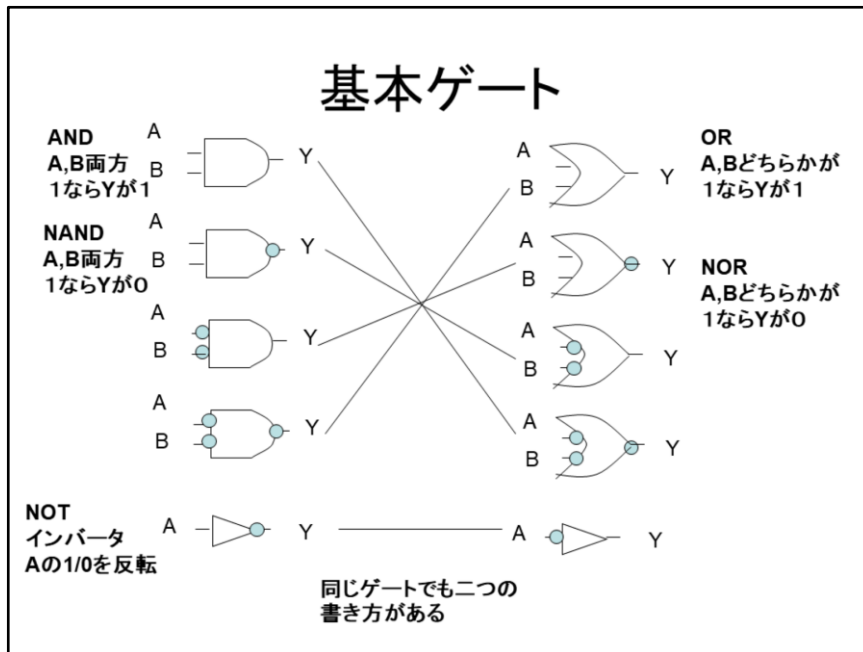 基本ゲート
AND
A,B両方
1ならYが1
A
B
Y
A
B
Y
OR
A,Bどちらかが
1ならYが1
NAND
A,B両方
1ならYが0
A
B
Y
A
B
Y
NOR
A,Bどちらかが
1ならYが0
A
B
Y
A
B
Y
A
B
Y
A
B
Y
NOT
インバータ
Aの1/0を反転
A
Y
A
Y
同じゲートでも二つの
書き方がある